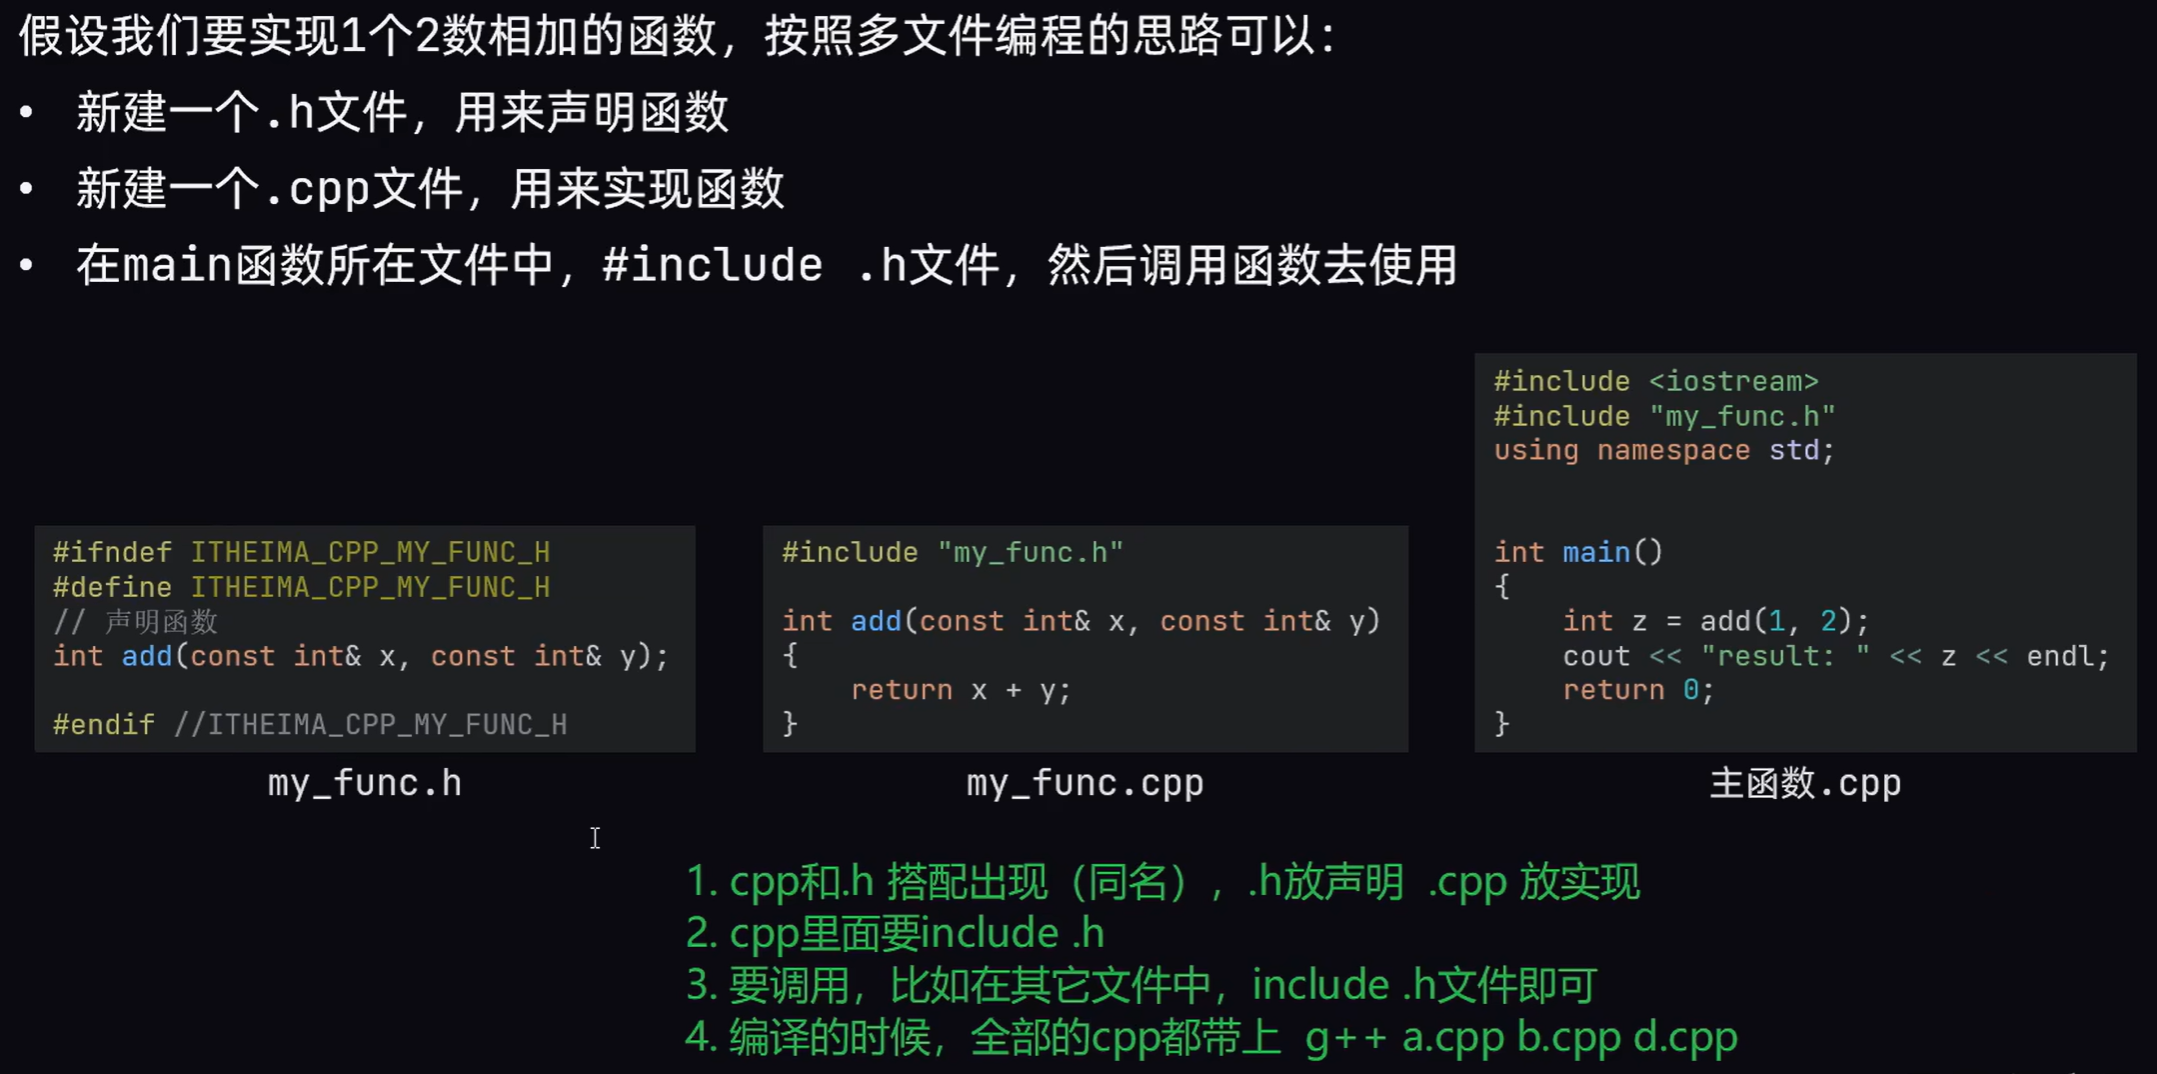 假设我们要实现1个2数相加的函数，按照多文件编程的思路可以：
• 新建一个.h文件，用来声明函数
• 新建一个.cpp文件，用来实现函数
• 在main函数所在文件中，#include .h文件，然后调用函数去使用
#ifndef ITHEIMA_CPP_MY_FUNC_H
#define ITHEIMA_CPP_MY_FUNC_H
// 声明函数
int add(const int& x, const int& y);
#endif //ITHEIMA_CPP_MY_FUNC_H
my_func.h
#include "my_func.h"
int add(const int& x, const int& y)
{
    return x + y;
}
my_func.cpp
#include <iostream>
#include "my_func.h"
using namespace std;
int main()
{
    int z = add(1, 2);
    cout << "result: " << z << endl;
    return 0;
}
主函数.cpp
1. cpp和.h 搭配出现（同名），.h放声明  .cpp 放实现
2. cpp里面要include .h
3. 要调用，比如在其它文件中，include .h文件即可
4. 编译的时候，全部的cpp都带上  g++ a.cpp b.cpp d.cpp